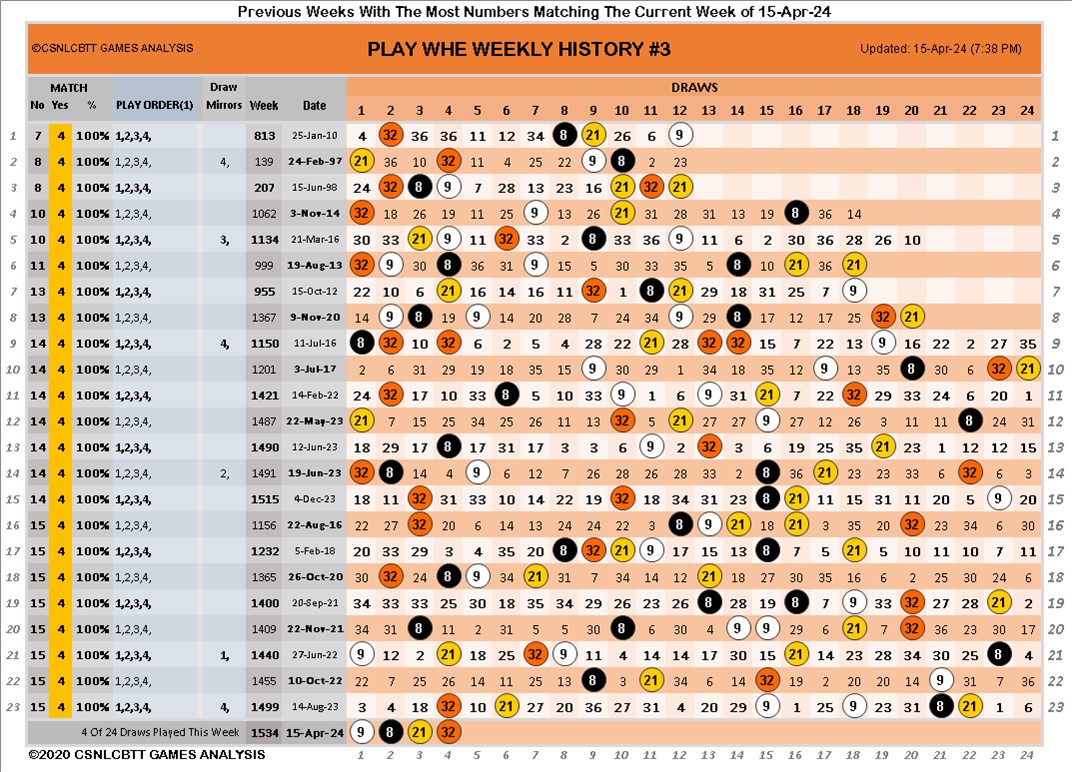 Previous Weeks With The Most Numbers Matching The Current Week of 15-Apr-24
©CSNLCBTT GAMES ANALYSIS PLAY WHE WEEKLY HISTORY #3 Updated: 15-Apr-24 (7:38 PM)
MATCH Draw DRAWS
No Yes % PLAY ORDER(1) Mirrors Week Date 1 2 3 4 5 6 7 8 9 10 11 12 13 14 15 16 17 18 19 20 21 22 23 24
1 7 4 100% 1,2,3,4, 813 25-Jan-10 4 32 36 36 11 12 34 8 21 26 6 9 1
2 8 4 100% 1,2,3,4, 4, 139 24-Feb-97 21 36 10 32 11 4 25 22 9 8 2 23 2
3 8 4 100% 1,2,3,4, 207 15-Jun-98 24 32 8 9 7 28 13 23 16 21 32 21 3
4 10 4 100% 1,2,3,4, 1062 3-Nov-14 32 18 26 19 11 25 9 13 26 21 31 28 31 13 19 8 36 14 4
5 10 4 100% 1,2,3,4, 3, 1134 21-Mar-16 30 33 21 9 11 32 33 2 8 33 36 9 11 6 2 30 36 28 26 10 5
6 11 4 100% 1,2,3,4, 999 19-Aug-13 32 9 30 8 36 31 9 15 5 30 33 35 5 8 10 21 36 21 6
7 13 4 100% 1,2,3,4, 955 15-Oct-12 22 10 6 21 16 14 16 11 32 1 8 21 29 18 31 25 7 9 7
8 13 4 100% 1,2,3,4, 1367 9-Nov-20 14 9 8 19 9 14 20 28 7 24 34 9 29 8 17 12 17 25 32 21 8
9 14 4 100% 1,2,3,4, 4, 1150 11-Jul-16 8 32 10 32 6 2 5 4 28 22 21 28 32 32 15 7 22 13 9 16 22 2 27 35 9
10 14 4 100% 1,2,3,4, 1201 3-Jul-17 2 6 31 29 19 18 35 15 9 30 29 1 34 18 35 12 9 13 35 8 30 6 32 21 10
11 14 4 100% 1,2,3,4, 1421 14-Feb-22 24 32 17 10 33 8 5 10 33 9 1 6 9 31 21 7 22 32 29 33 24 6 20 1 11
12 14 4 100% 1,2,3,4, 1487 22-May-23 21 7 15 25 34 25 26 11 13 32 5 21 27 27 9 27 12 26 3 11 11 8 24 31 12
13 14 4 100% 1,2,3,4, 1490 12-Jun-23 18 29 17 8 17 31 17 3 3 6 9 2 32 3 6 19 25 35 21 23 1 12 12 15 13
14 14 4 100% 1,2,3,4, 2, 1491 19-Jun-23 32 8 14 4 9 6 12 7 26 28 26 28 33 2 8 36 21 23 23 33 6 32 6 3 14
15 14 4 100% 1,2,3,4, 1515 4-Dec-23 18 11 32 31 33 10 14 22 19 32 18 34 31 23 8 21 11 15 31 11 20 5 9 20 15
16 15 4 100% 1,2,3,4, 1156 22-Aug-16 22 27 32 20 6 14 13 24 24 22 3 8 9 21 18 21 3 35 20 32 23 34 6 30 16
17 15 4 100% 1,2,3,4, 1232 5-Feb-18 20 33 29 3 4 35 20 8 32 21 9 17 15 13 8 7 5 21 5 10 11 10 7 11 17
18 15 4 100% 1,2,3,4, 1365 26-Oct-20 30 32 24 8 9 34 21 31 7 34 14 12 21 18 27 30 35 16 6 2 25 30 24 6 18
19 15 4 100% 1,2,3,4, 1400 20-Sep-21 34 33 33 25 30 18 35 34 29 26 23 26 8 28 19 8 7 9 33 32 27 28 21 2 19
20 15 4 100% 1,2,3,4, 1409 22-Nov-21 34 31 8 11 2 31 5 5 30 8 6 30 4 9 9 29 6 21 7 32 36 23 30 17 20
21 15 4 100% 1,2,3,4, 1, 1440 27-Jun-22 9 12 2 21 18 25 32 9 11 4 14 14 17 30 15 21 14 23 28 34 30 25 8 4 21
22 15 4 100% 1,2,3,4, 1455 10-Oct-22 22 7 25 26 14 11 25 13 8 3 21 34 6 15 32 19 2 20 20 14 9 31 7 36 22
23 15 4 100% 1,2,3,4, 4, 1499 14-Aug-23 3 4 18 32 10 21 27 20 36 27 31 4 20 29 9 1 23 9 23 31 8 21 1 6 23
4 Of 24 Draws Played This Week 1534 15-Apr-24 9 8 21 32
©2020 CSNLCBTT GAMES ANALYSIS 1 2 3 4 5 6 7 8 9 10 11 12 13 14 15 16 17 18 19 20 21 22 23 24